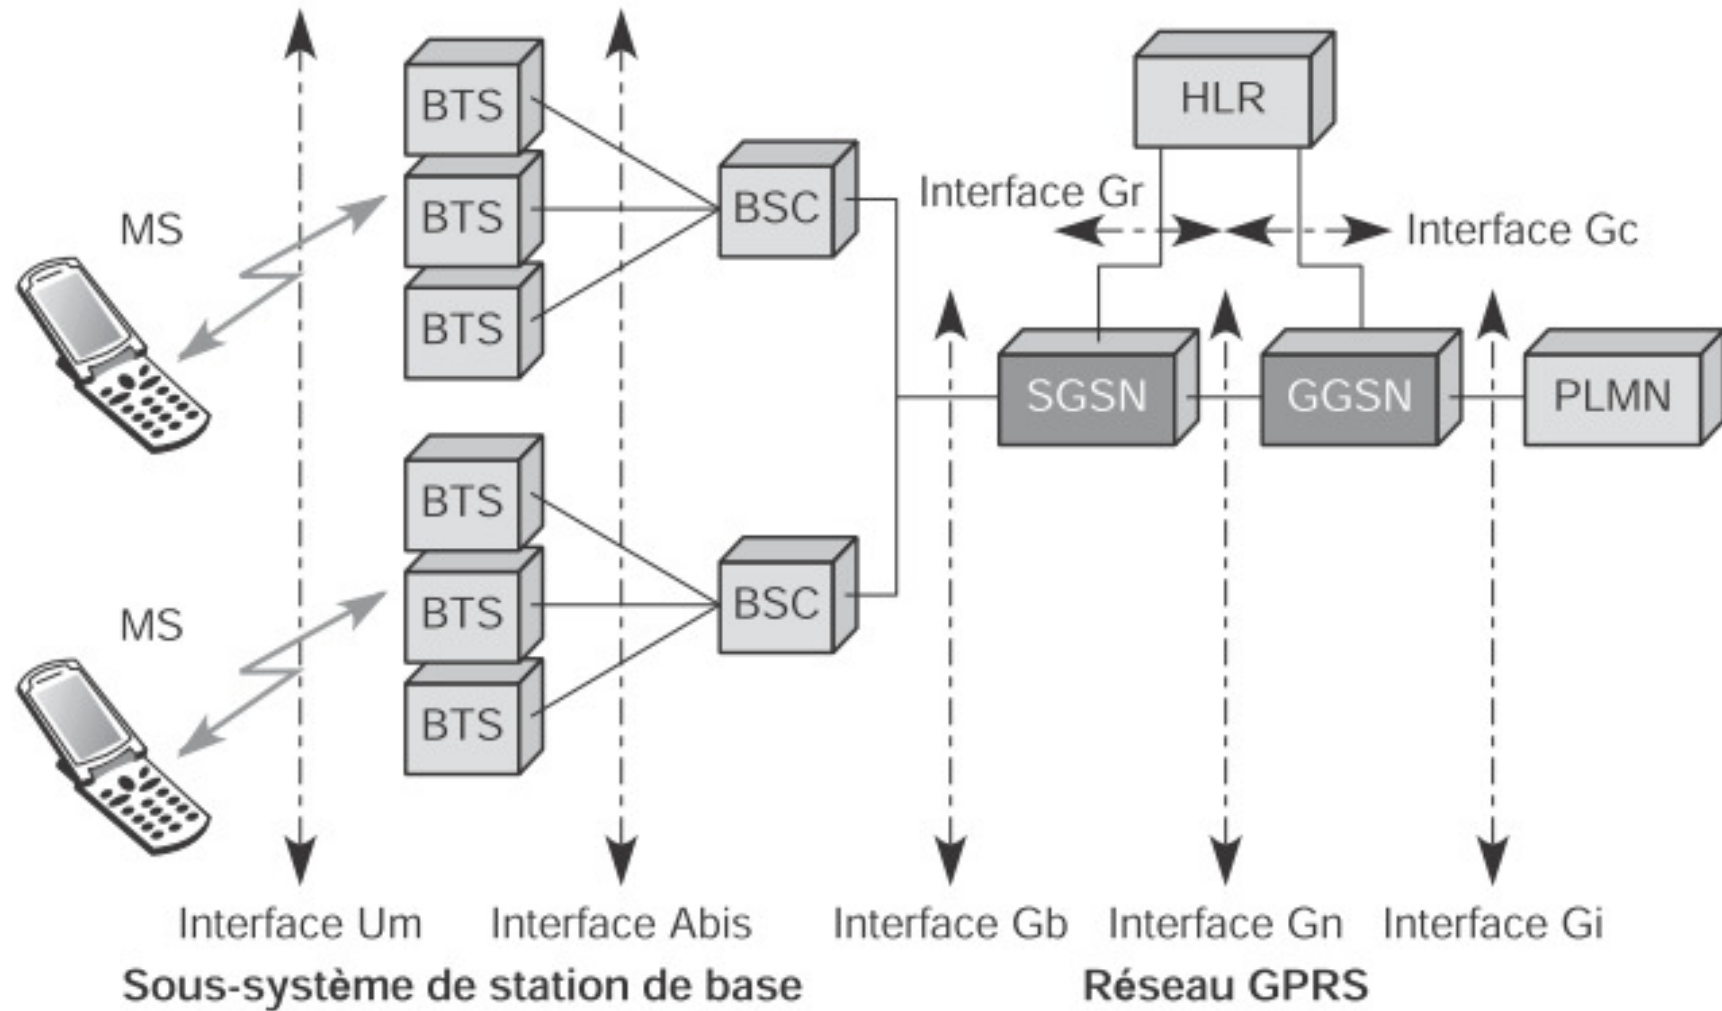 MS
BTS
BTS
BTS
BSC
HLR
Interface Gr
Interface Gc
SGSN
GGSN
PLMN
MS
BTS
BTS
BTS
BSC
Interface Um
Interface Abis
Interface Gb
Interface Gn
Interface Gi
Sous-système de station de base
Réseau GPRS